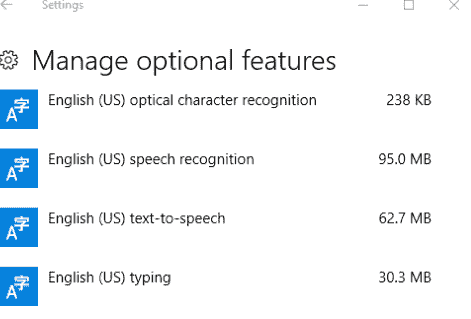 Settings
Manage optional features
English (US) optical character recognition 238 KB
English (US) speech recognition 95.0 MB
English (US) text-to-speech 62.7 MB
English (US) typing 30.3 MB